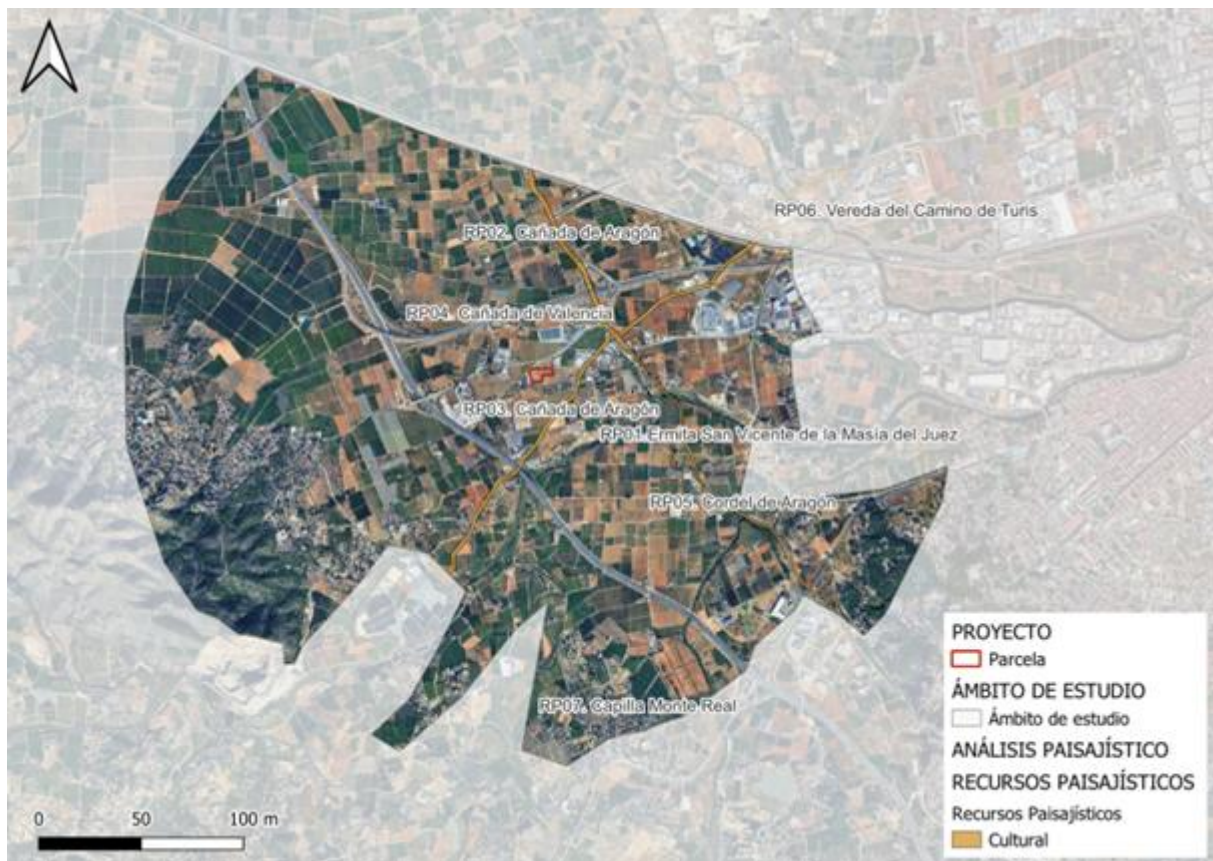 RP06. Vereda del Camino de Turis
RP02. Cañada de Aragón
RP04. Cañada de Valencia
RP03. Cañada de Aragón
RP01 Ermita San Vicente de la Masía del Juez
RP05. Cordel de Aragón
RP07. Capilla Monte Real
PROYECTO
Parcela
ÁMBITO DE ESTUDIO
Ámbito de estudio
ANÁLISIS PAISAJÍSTICO
RECURSOS PAISAJÍSTICOS
Recursos Paisajísticos
Cultural
0 50 100 m